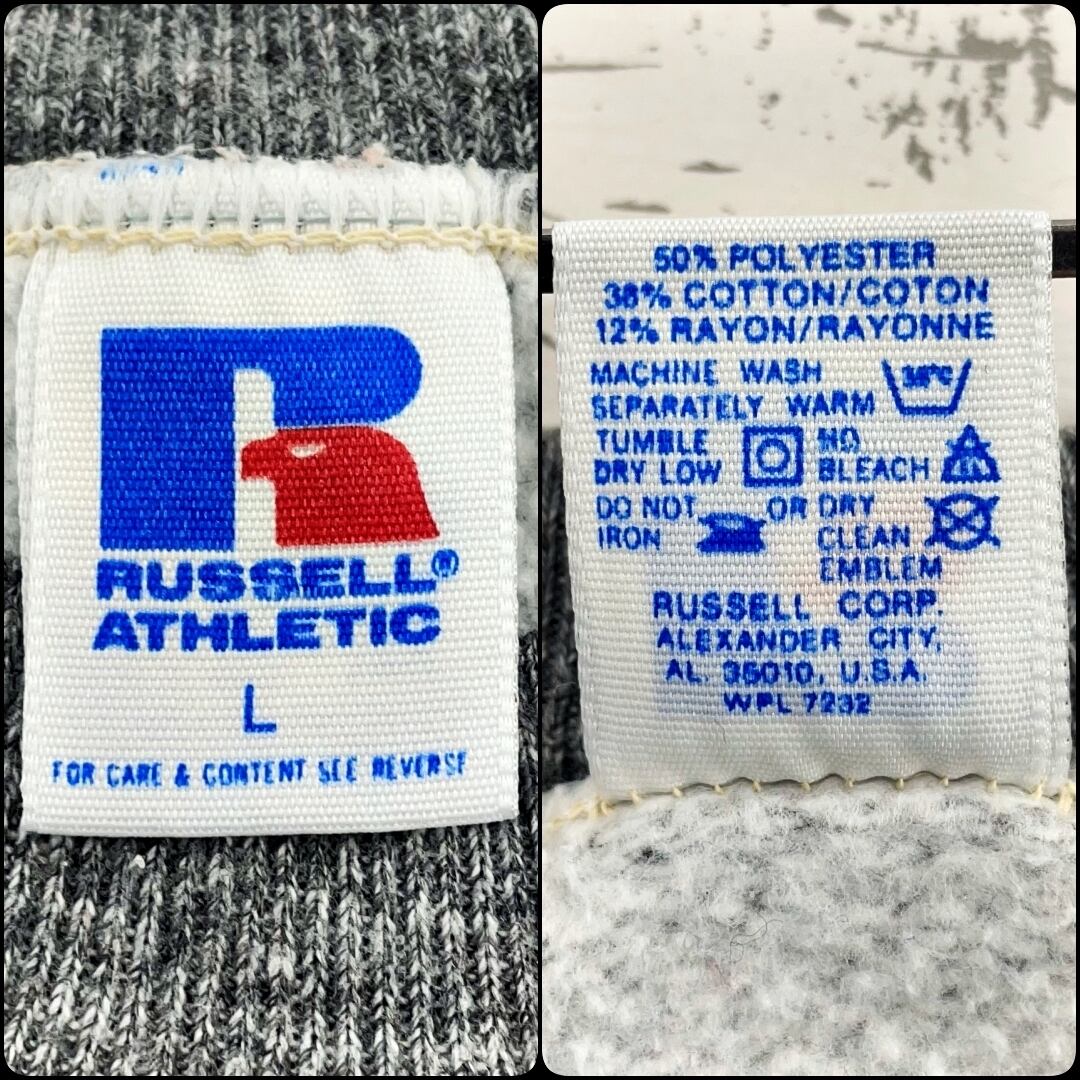 RUSSELL®
ATHLETIC
L
FOR CARE & CONTENT SEE REVERSE
50% POLYESTER
38% COTTON/COTON
12% RAYON/RAYONNE
MACHINE WASH
SEPARATELY WARM
TUMBLE
DRY LOW
NO
BLEACH
DO NOT
IRON
OR DRY
CLEAN
EMBLEM
RUSSELL CORP.
ALEXANDER CITY,
AL. 35010, U.S.A.
WPL 7232